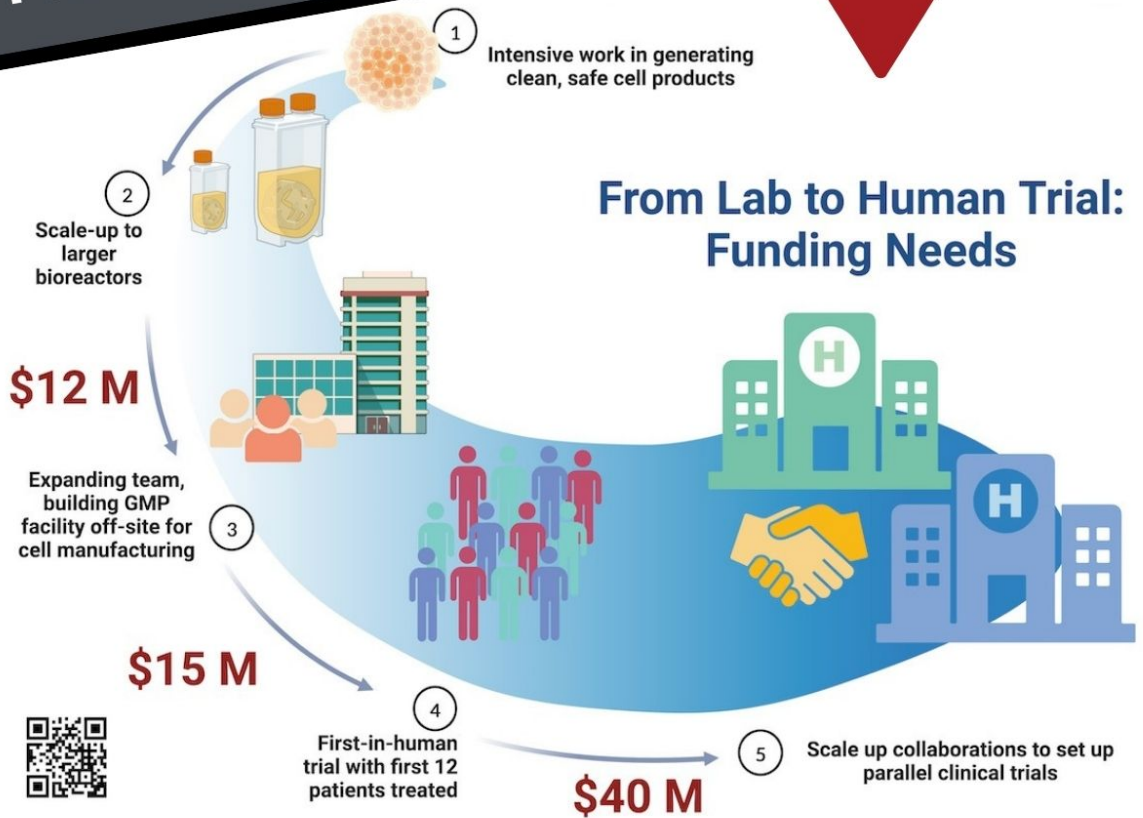 1
Intensive work in generating
clean, safe cell products
2
Scale-up to
larger
bioreactors
From Lab to Human Trial:
Funding Needs
H
H
$12 M
Expanding team,
building GMP
facility off-site for
cell manufacturing
3
$15 M
4
First-in-human
trial with first 12
patients treated
$40 M
5
Scale up collaborations to set up
parallel clinical trials